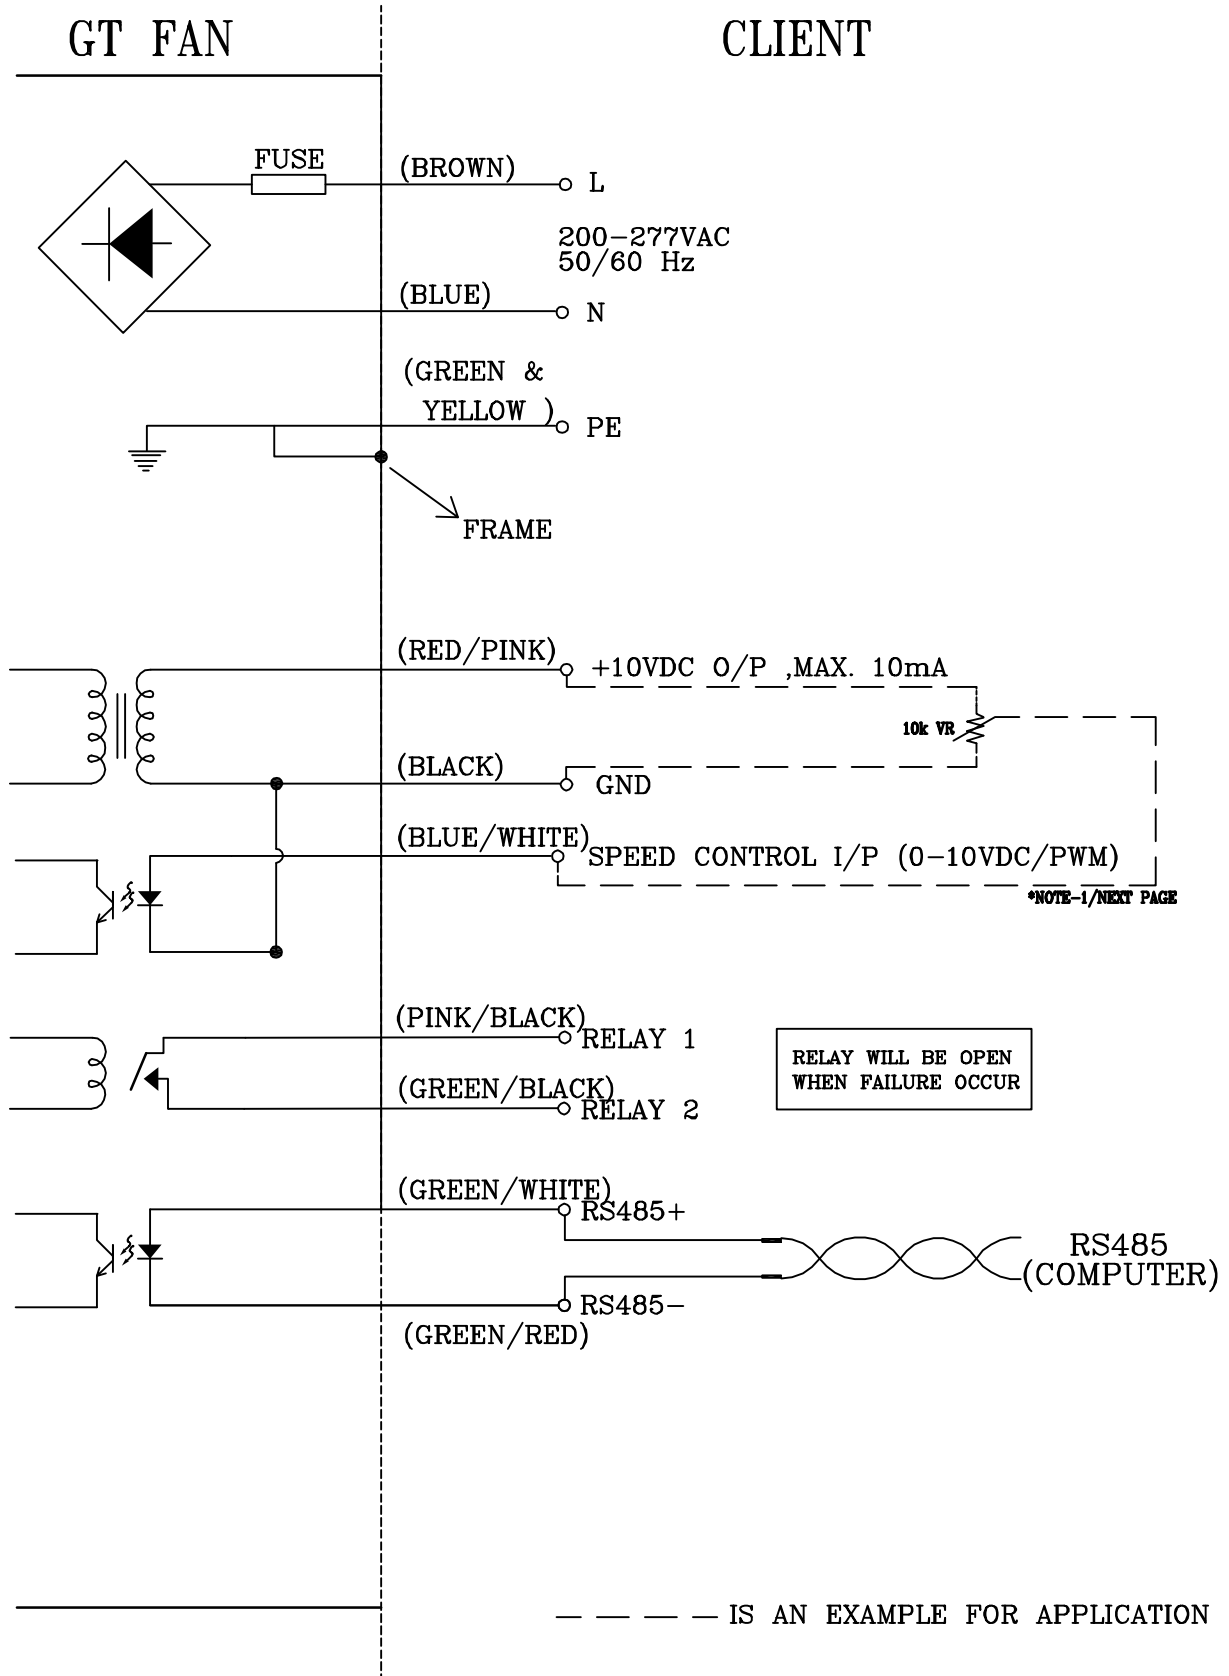 GT FAN
CLIENT
FUSE
(BROWN)
L
200-277VAC
50/60 Hz
(BLUE)
N
(GREEN &
YELLOW )
PE
FRAME
(RED/PINK)
+10VDC O/P ,MAX. 10mA
10k VR
(BLACK)
GND
(BLUE/WHITE)
SPEED CONTROL I/P (0-10VDC/PWM)
*NOTE-1/NEXT PAGE
(PINK/BLACK)
RELAY 1
RELAY WILL BE OPEN
WHEN FAILURE OCCUR
(GREEN/BLACK)
RELAY 2
(GREEN/WHITE)
RS485+
RS485
(COMPUTER)
RS485-
(GREEN/RED)
IS AN EXAMPLE FOR APPLICATION